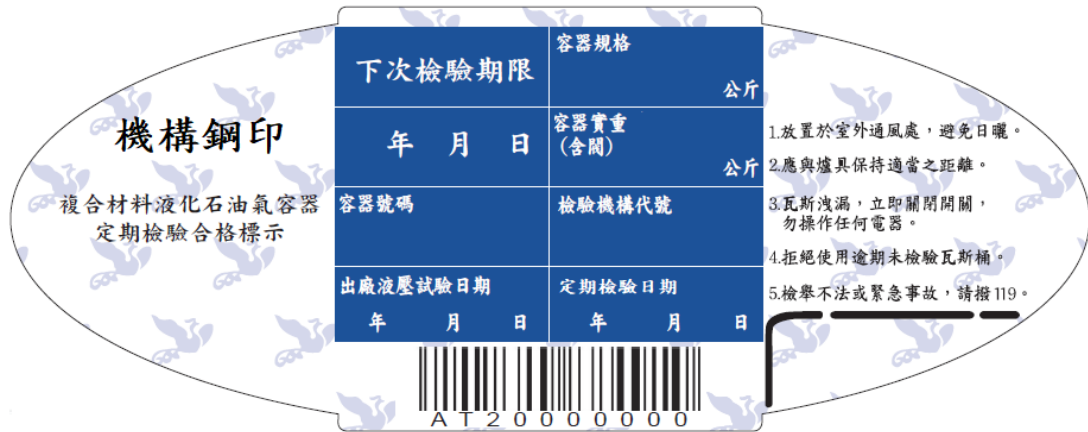 機構鋼印
複合材料液化石油氣容器
定期檢驗合格標示
下次檢驗期限
年 月 日
容器規格
公斤
容器實重
(含閥)
公斤
容器號碼
檢驗機構代號
出廠液壓試驗日期
年 月 日
定期檢驗日期
年 月 日
AT20000000
1.放置於室外通風處，避免日曬。
2.應與爐具保持適當之距離。
3.瓦斯洩漏，立即關閉開關，
勿操作任何電器。
4.拒絕使用逾期未檢驗瓦斯桶。
5.檢舉不法或緊急事故，請撥119。